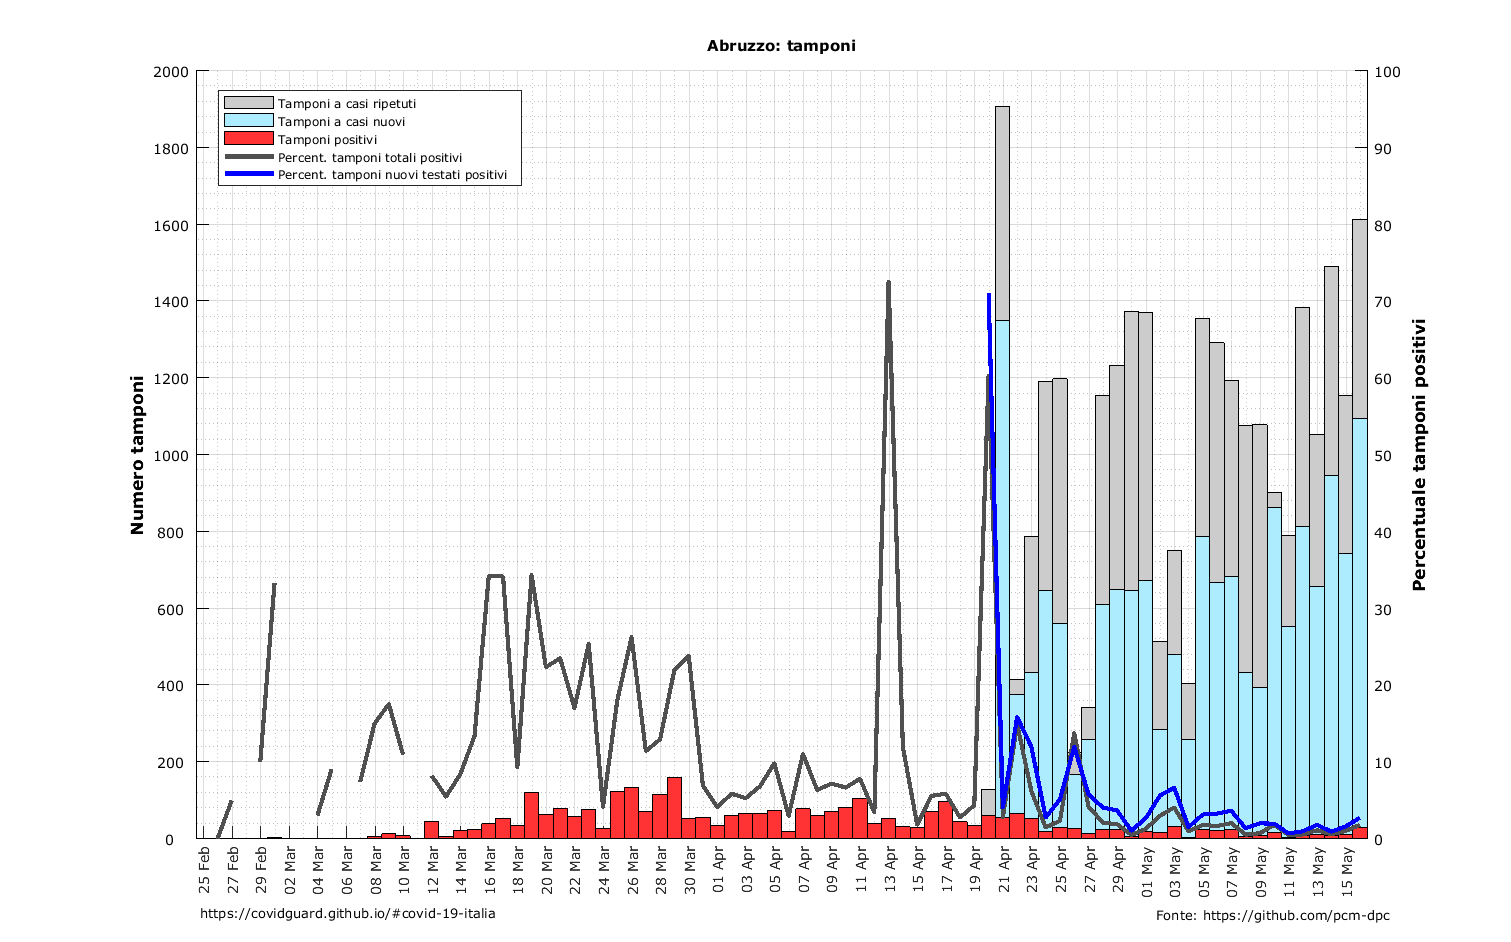 Abruzzo: tamponi
2000
1800
1600
1400
1200
1000
800
600
400
200
0
Numero tamponi
Tamponi a casi ripetuti
Tamponi a casi nuovi
Tamponi positivi
Percent. tamponi totali positivi
Percent. tamponi nuovi testati positivi
100
90
80
70
60
50
40
30
20
10
0
Percentuale tamponi positivi
25 Feb
27 Feb
29 Feb
02 Mar
04 Mar
06 Mar
08 Mar
10 Mar
12 Mar
14 Mar
16 Mar
18 Mar
20 Mar
22 Mar
24 Mar
26 Mar
28 Mar
30 Mar
01 Apr
03 Apr
05 Apr
07 Apr
09 Apr
11 Apr
13 Apr
15 Apr
17 Apr
19 Apr
21 Apr
23 Apr
25 Apr
27 Apr
29 Apr
01 May
03 May
05 May
07 May
09 May
11 May
13 May
15 May
https://covidguard.github.io/#covid-19-italia
Fonte: https://github.com/pcm-dpc